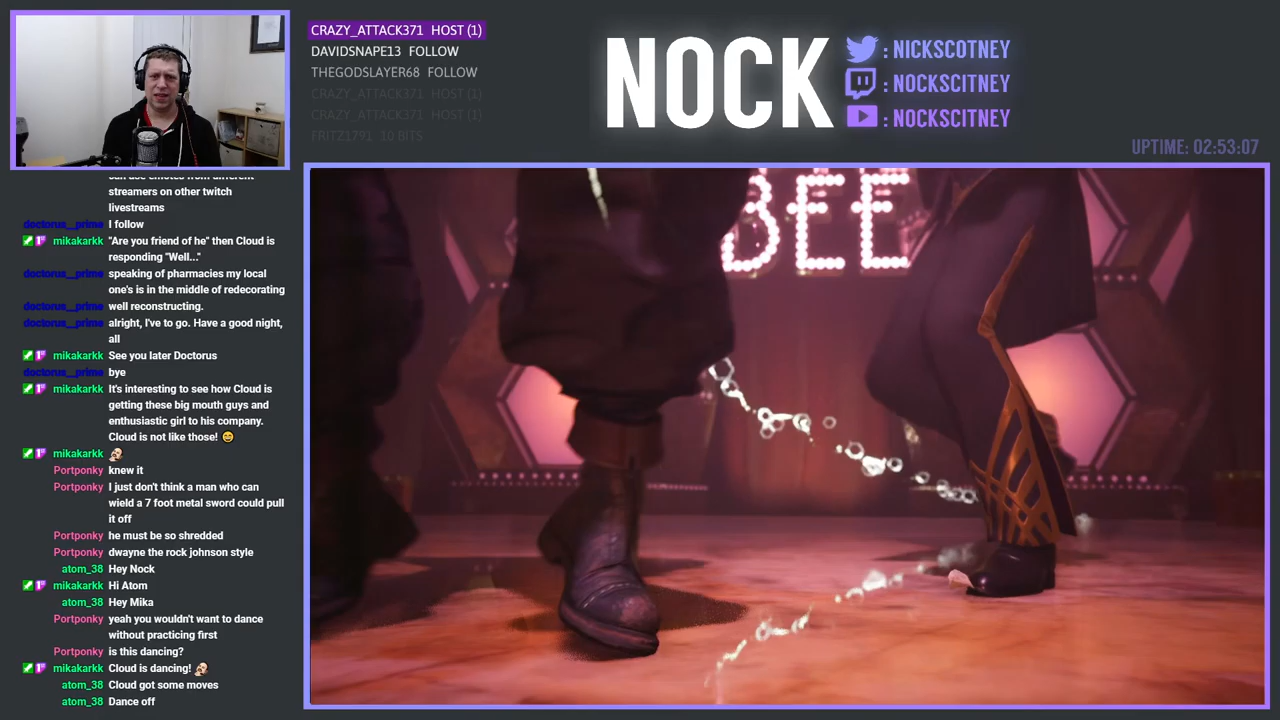 CRAZY_ATTACK371 HOST (1)
DAVIDSNAPE13 FOLLOW
THEGODSLAYER68 FOLLOW
CRAZY_ATTACK371 HOST (1)
CRAZY_ATTACK371 HOST (1)
FRITZ1791 10 BITS
NOCK
: NICKSCOTNEY
: NOCKSCITNEY
: NOCKSCITNEY
UPTIME: 02:53:07
can use emotes from different
streamers on other twitch
livestreams
doctorus__prime I follow
mikakarkk "Are you friend of he" then Cloud is
responding "Well..."
doctorus__prime speaking of pharmacies my local
one's is in the middle of redecorating
doctorus__prime well reconstructing.
doctorus__prime alright, I've to go. Have a good night,
all
mikakarkk See you later Doctorus
doctorus__prime bye
mikakarkk It's interesting to see how Cloud is
getting these big mouth guys and
enthusiastic girl to his company.
Cloud is not like those! 😄
mikakarkk
Portponky knew it
Portponky I just don't think a man who can
wield a 7 foot metal sword could pull
it off
Portponky he must be so shredded
Portponky dwayne the rock johnson style
atom_38 Hey Nock
mikakarkk Hi Atom
atom_38 Hey Mika
Portponky yeah you wouldn't want to dance
without practicing first
Portponky is this dancing?
mikakarkk Cloud is dancing!
atom_38 Cloud got some moves
atom_38 Dance off
BEE